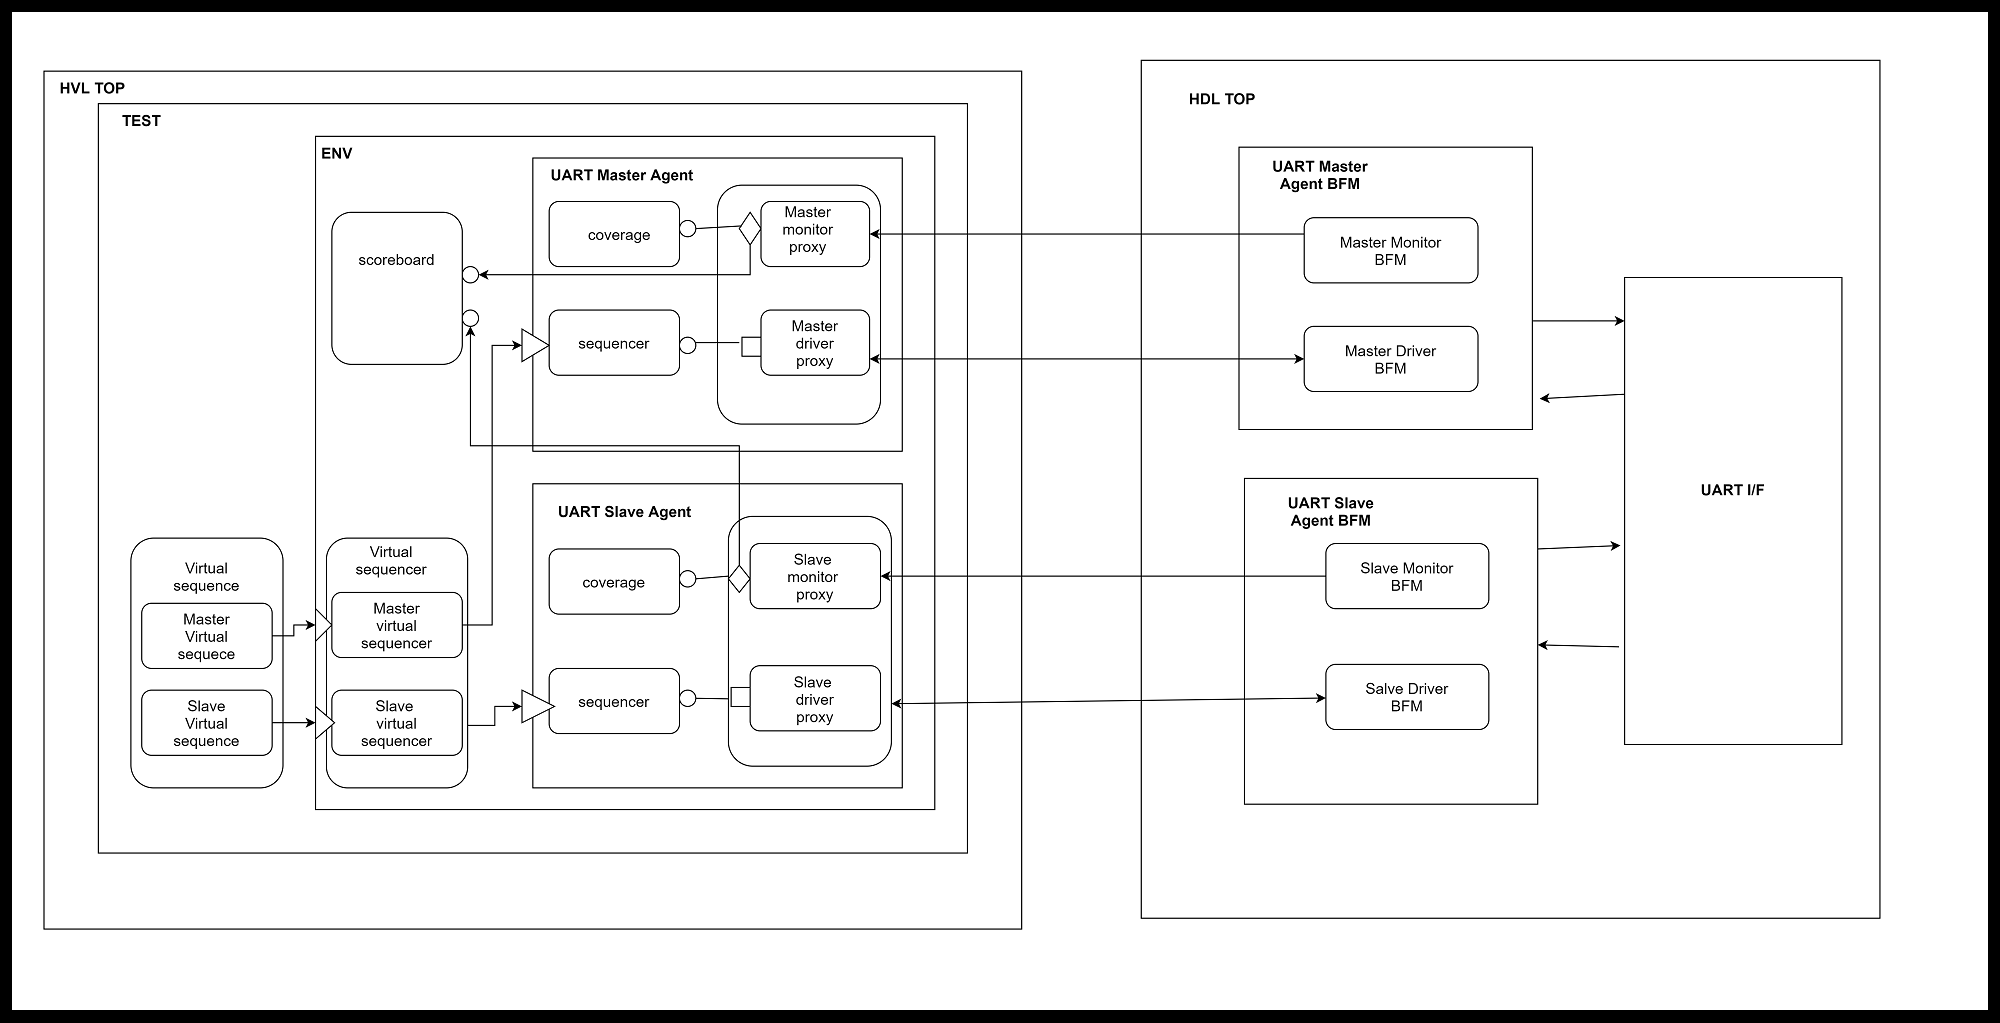 HVL TOP
TEST
ENV
UART Master Agent
coverage
Master
monitor
proxy
scoreboard
sequencer
Master
driver
proxy
UART Slave Agent
coverage
Slave
monitor
proxy
sequencer
Slave
driver
proxy
Virtual
sequence
Master
Virtual
sequece
Slave
Virtual
sequence
Virtual
sequencer
Master
virtual
sequencer
Slave
virtual
sequencer
HDL TOP
UART Master
Agent BFM
Master Monitor
BFM
Master Driver
BFM
UART Slave
Agent BFM
Slave Monitor
BFM
Salve Driver
BFM
UART I/F